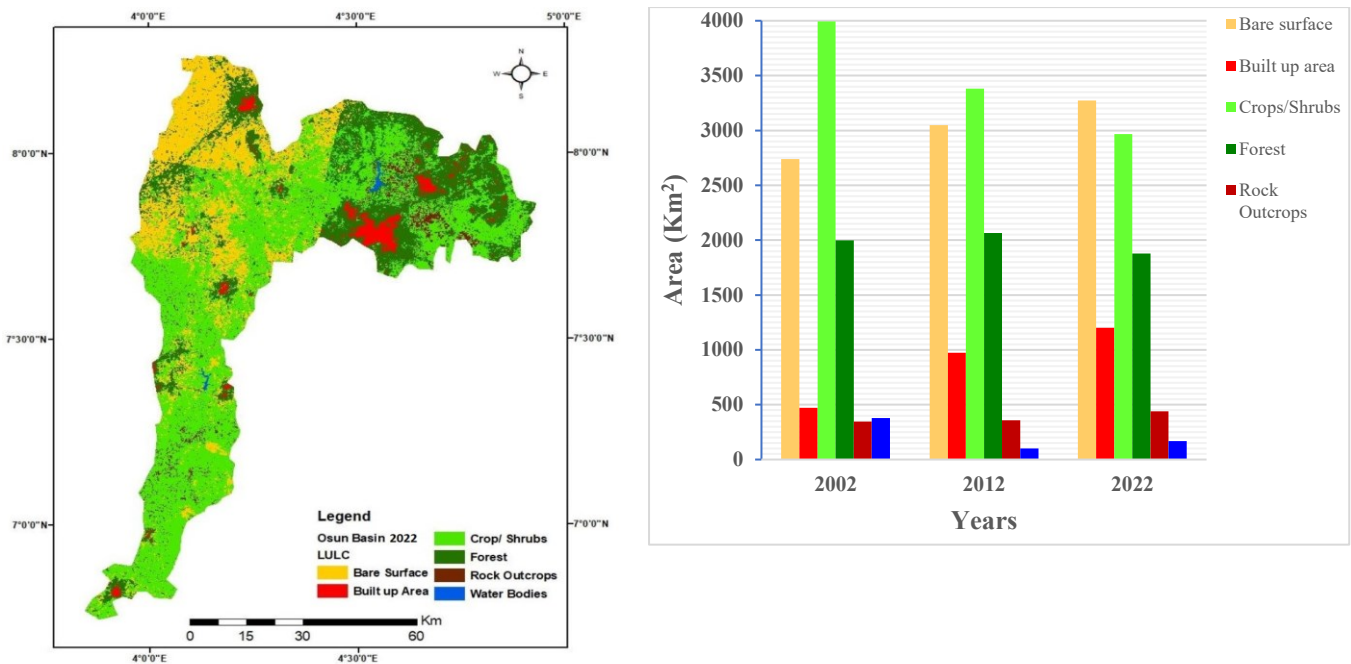 4°0'0"E 4°30'0"E 5°0'0"E
N
W E
S
8°0'0"N 8°0'0"N
7°30'0"N 7°30'0"N
7°0'0"N 7°0'0"N
Legend
Osun Basin 2022
LULC
Bare Surface
Built up Area
Crop/ Shrubs
Forest
Rock Outcrops
Water Bodies
Km
0 15 30 60
4°0'0"E 4°30'0"E
4000
3500
3000
2500
2000
1500
1000
500
0
Area (Km²)
2002 2012 2022
Years
Bare surface
Built up area
Crops/Shrubs
Forest
Rock
Outcrops